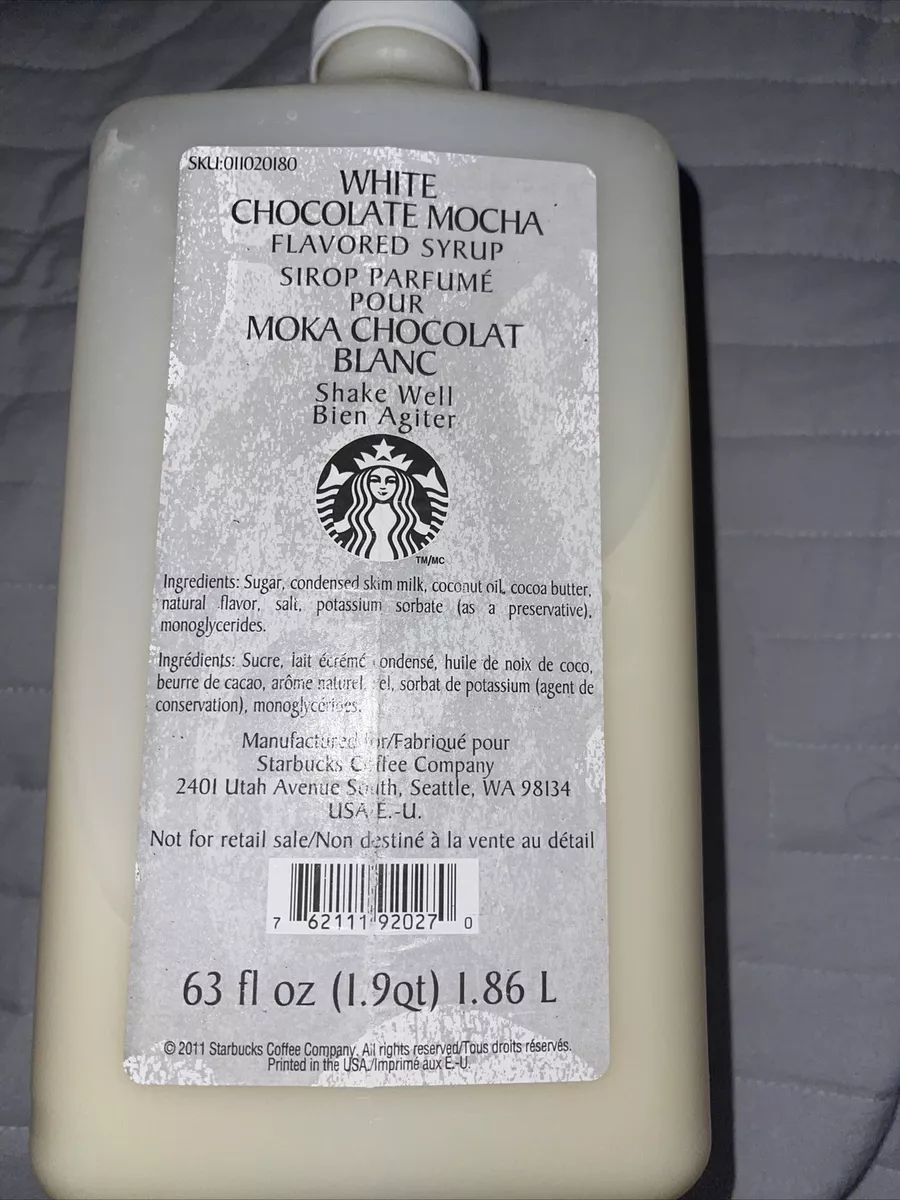 SKU:011020180
WHITE
CHOCOLATE MOCHA
FLAVORED SYRUP
SIROP PARFUMÉ
POUR
MOKA CHOCOLAT
BLANC
Shake Well
Bien Agiter
TM/MC
Ingredients: Sugar, condensed skim milk, coconut oil, cocoa butter,
natural flavor, salt, potassium sorbate (as a preservative),
monoglycerides.
Ingrédients: Sucre, lait écrémé condensé, huile de noix de coco,
beurre de cacao, arôme naturel, sel, sorbat de potassium (agent de
conservation), monoglycérines.
Manufactured for/Fabriqué pour
Starbucks Coffee Company
2401 Utah Avenue South, Seattle, WA 98134
USA/E.-U.
Not for retail sale/Non destiné à la vente au détail
7 62111 92027 0
63 fl oz (1.9Qt) 1.86 L
© 2011 Starbucks Coffee Company. All rights reserved/Tous droits réservés.
Printed in the USA./Imprimé aux E.-U.